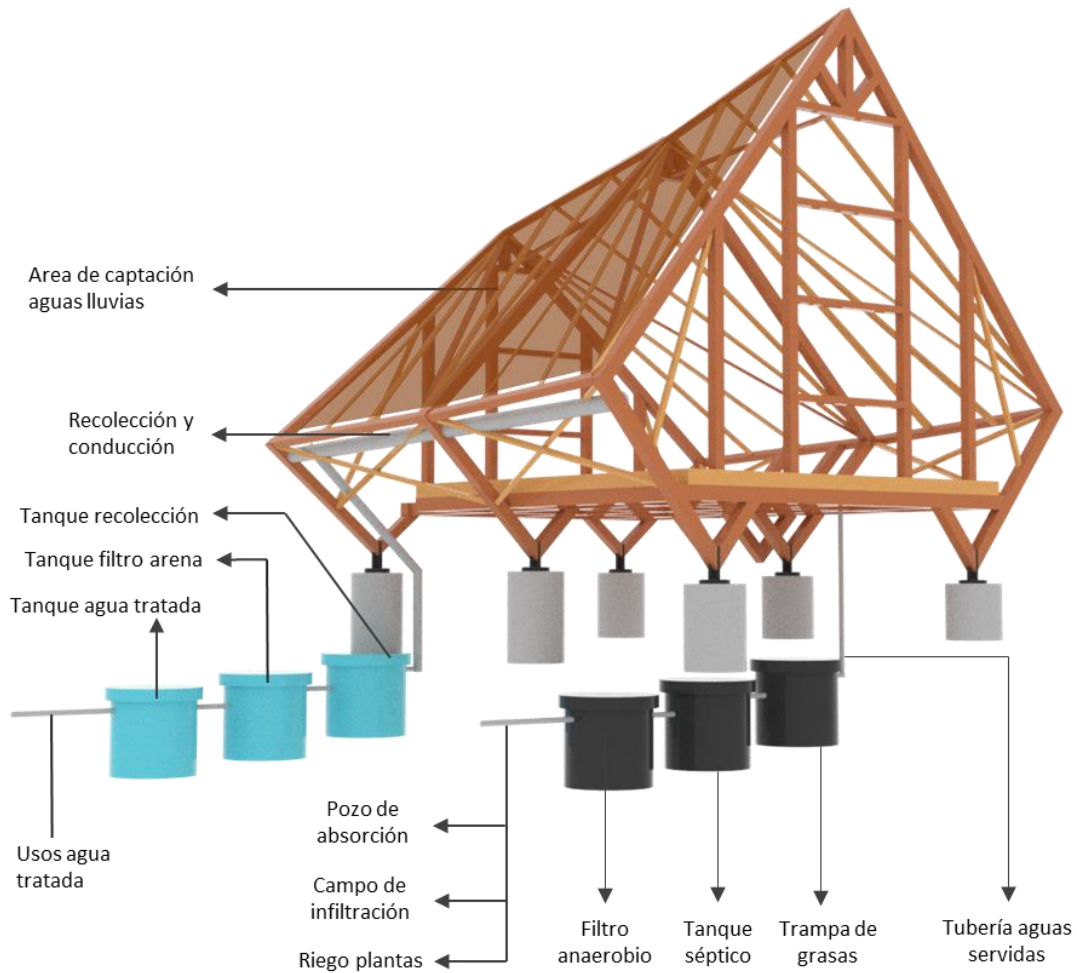 Area de captación
aguas lluvias
Recolección y
conducción
Tanque recolección
Tanque filtro arena
Tanque agua tratada
Usos agua
tratada
Pozo de
absorción
Campo de
infiltración
Riego plantas
Filtro
anaerobio
Tanque
séptico
Trampa de
grasas
Tubería aguas
servidas